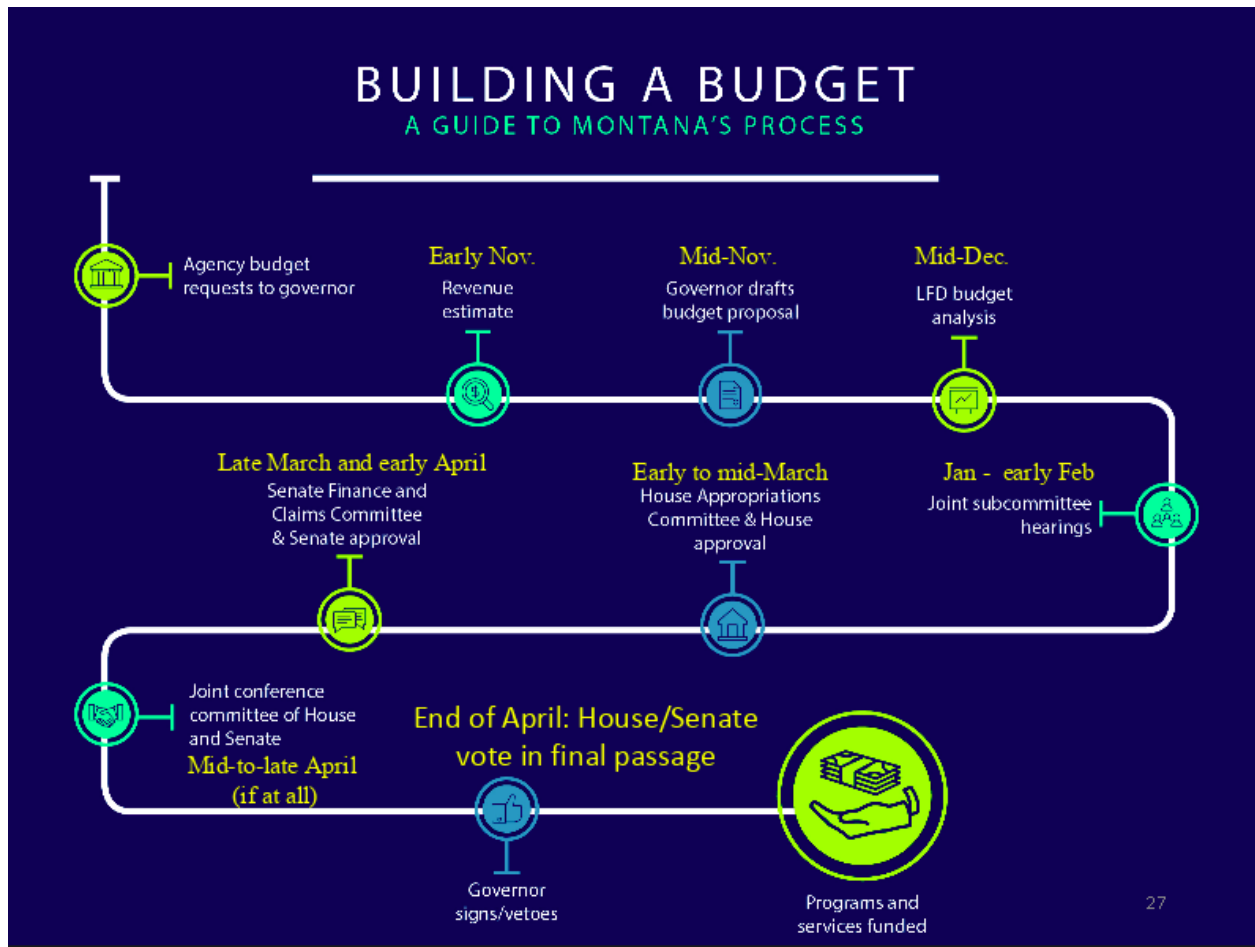 BUILDING A BUDGET
A GUIDE TO MONTANA'S PROCESS
Agency budget
requests to governor
Early Nov.
Revenue
estimate
Mid-Nov.
Governor drafts
budget proposal
Mid-Dec.
LFD budget
analysis
Jan - early Feb
Joint subcommittee
hearings
Early to mid-March
House Appropriations
Committee & House
approval
Late March and early April
Senate Finance and
Claims Committee
& Senate approval
Joint conference
committee of House
and Senate
Mid-to-late April
(if at all)
End of April: House/Senate
vote in final passage
Governor
signs/vetoes
Programs and
services funded
27